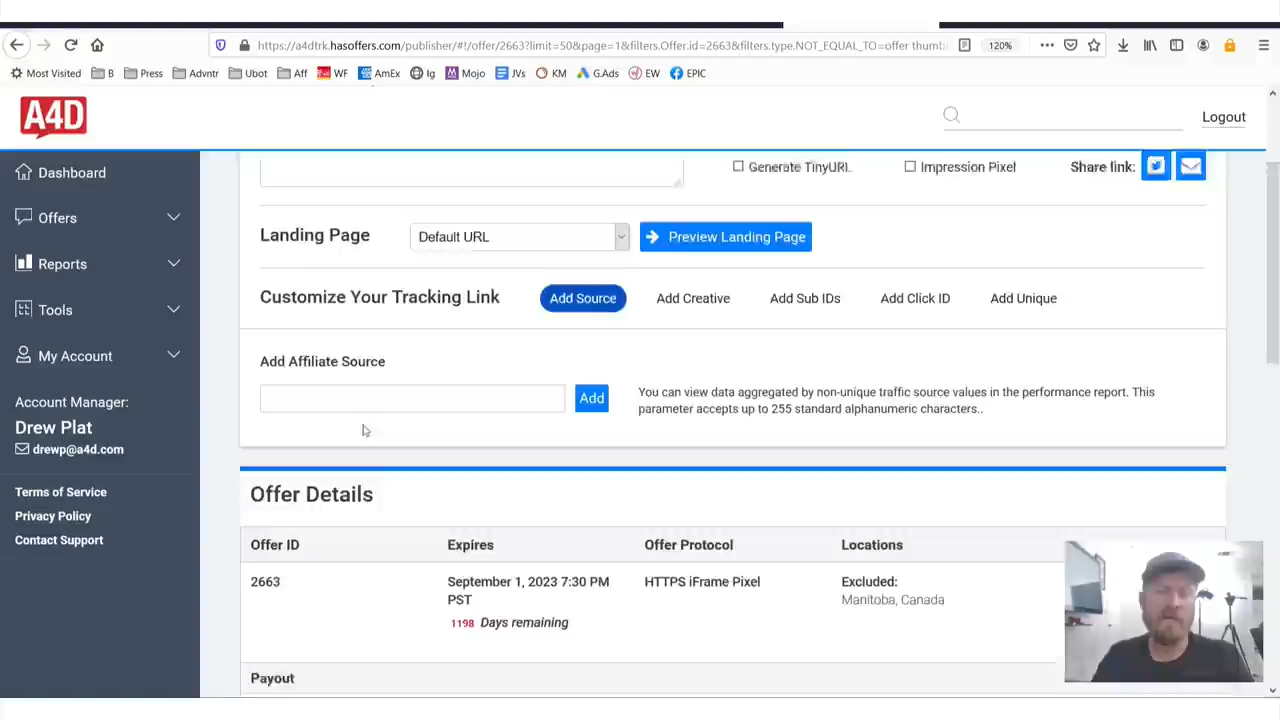 https://a4dtrk.hasoffers.com/publisher/#!/offer/2663?limit=50&page=1&filters.Offer.id=2663&filters.type.NOT_EQUAL_TO=offer thumb
120%
Most Visited B Press Advntr Ubot Aff WF AmEx Ig Mojo JVs KM G.Ads EW EPIC
A4D
Logout
Dashboard
Offers
Reports
Tools
My Account
Account Manager:
Drew Plat
drewp@a4d.com
Terms of Service
Privacy Policy
Contact Support
Generate TinyURL Impression Pixel Share link:
Landing Page Default URL Preview Landing Page
Customize Your Tracking Link Add Source Add Creative Add Sub IDs Add Click ID Add Unique
Add Affiliate Source
Add
You can view data aggregated by non-unique traffic source values in the performance report. This
parameter accepts up to 255 standard alphanumeric characters..
Offer Details
Offer ID Expires Offer Protocol Locations
2663 September 1, 2023 7:30 PM HTTPS iFrame Pixel Excluded:
PST Manitoba, Canada
1198 Days remaining
Payout